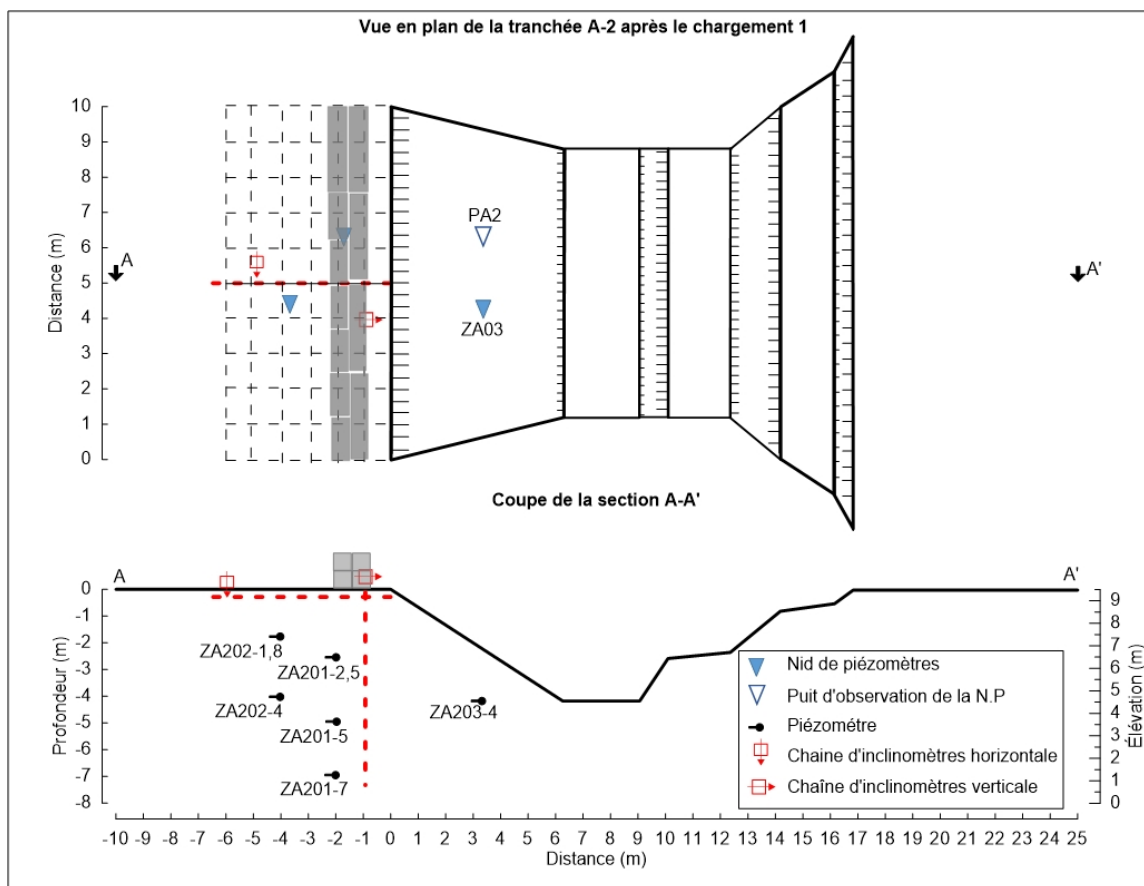 Vue en plan de la tranchée A-2 après le chargement 1
Distance (m)
10
9
8
7
6
5
4
3
2
1
0
A
PA2
ZA03
A'
Coupe de la section A-A'
A
A'
Profondeur (m)
0
-1
-2
-3
-4
-5
-6
-7
-8
ZA202-1,8
ZA201-2,5
ZA202-4
ZA201-5
ZA201-7
ZA203-4
Nid de piézomètres
Puit d'observation de la N.P
Piézométre
Chaine d'inclinomètres horizontale
Chaîne d'inclinomètres verticale
9
8
7
6
5
4
3
2
1
0
Élévation (m)
-10 -9 -8 -7 -6 -5 -4 -3 -2 -1 0 1 2 3 4 5 6 7 8 9 10 11 12 13 14 15 16 17 18 19 20 21 22 23 24 25
Distance (m)